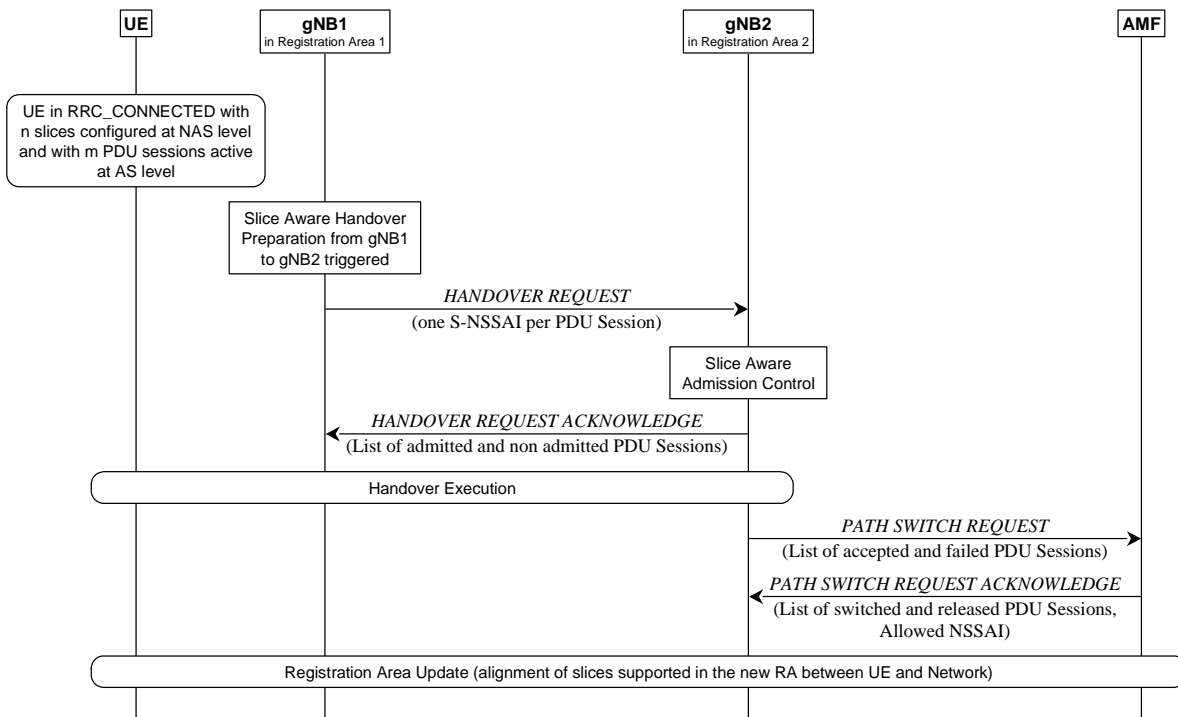 UE
gNB1
in Registration Area 1
gNB2
in Registration Area 2
AMF
UE in RRC_CONNECTED with
n slices configured at NAS level
and with m PDU sessions active
at AS level
Slice Aware Handover
Preparation from gNB1
to gNB2 triggered
HANDOVER REQUEST
(one S-NSSAI per PDU Session)
Slice Aware
Admission Control
HANDOVER REQUEST ACKNOWLEDGE
(List of admitted and non admitted PDU Sessions)
Handover Execution
PATH SWITCH REQUEST
(List of accepted and failed PDU Sessions)
PATH SWITCH REQUEST ACKNOWLEDGE
(List of switched and released PDU Sessions,
Allowed NSSAI)
Registration Area Update (alignment of slices supported in the new RA between UE and Network)